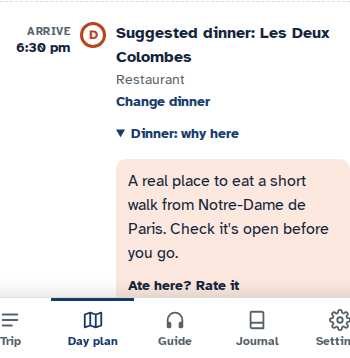 ARRIVE
6:30 pm
D
Suggested dinner: Les Deux
Colombes
Restaurant
Change dinner
▼ Dinner: why here
A real place to eat a short
walk from Notre-Dame de
Paris. Check it's open before
you go.
Ate here? Rate it
Trip
Day plan
Guide
Journal
Settin